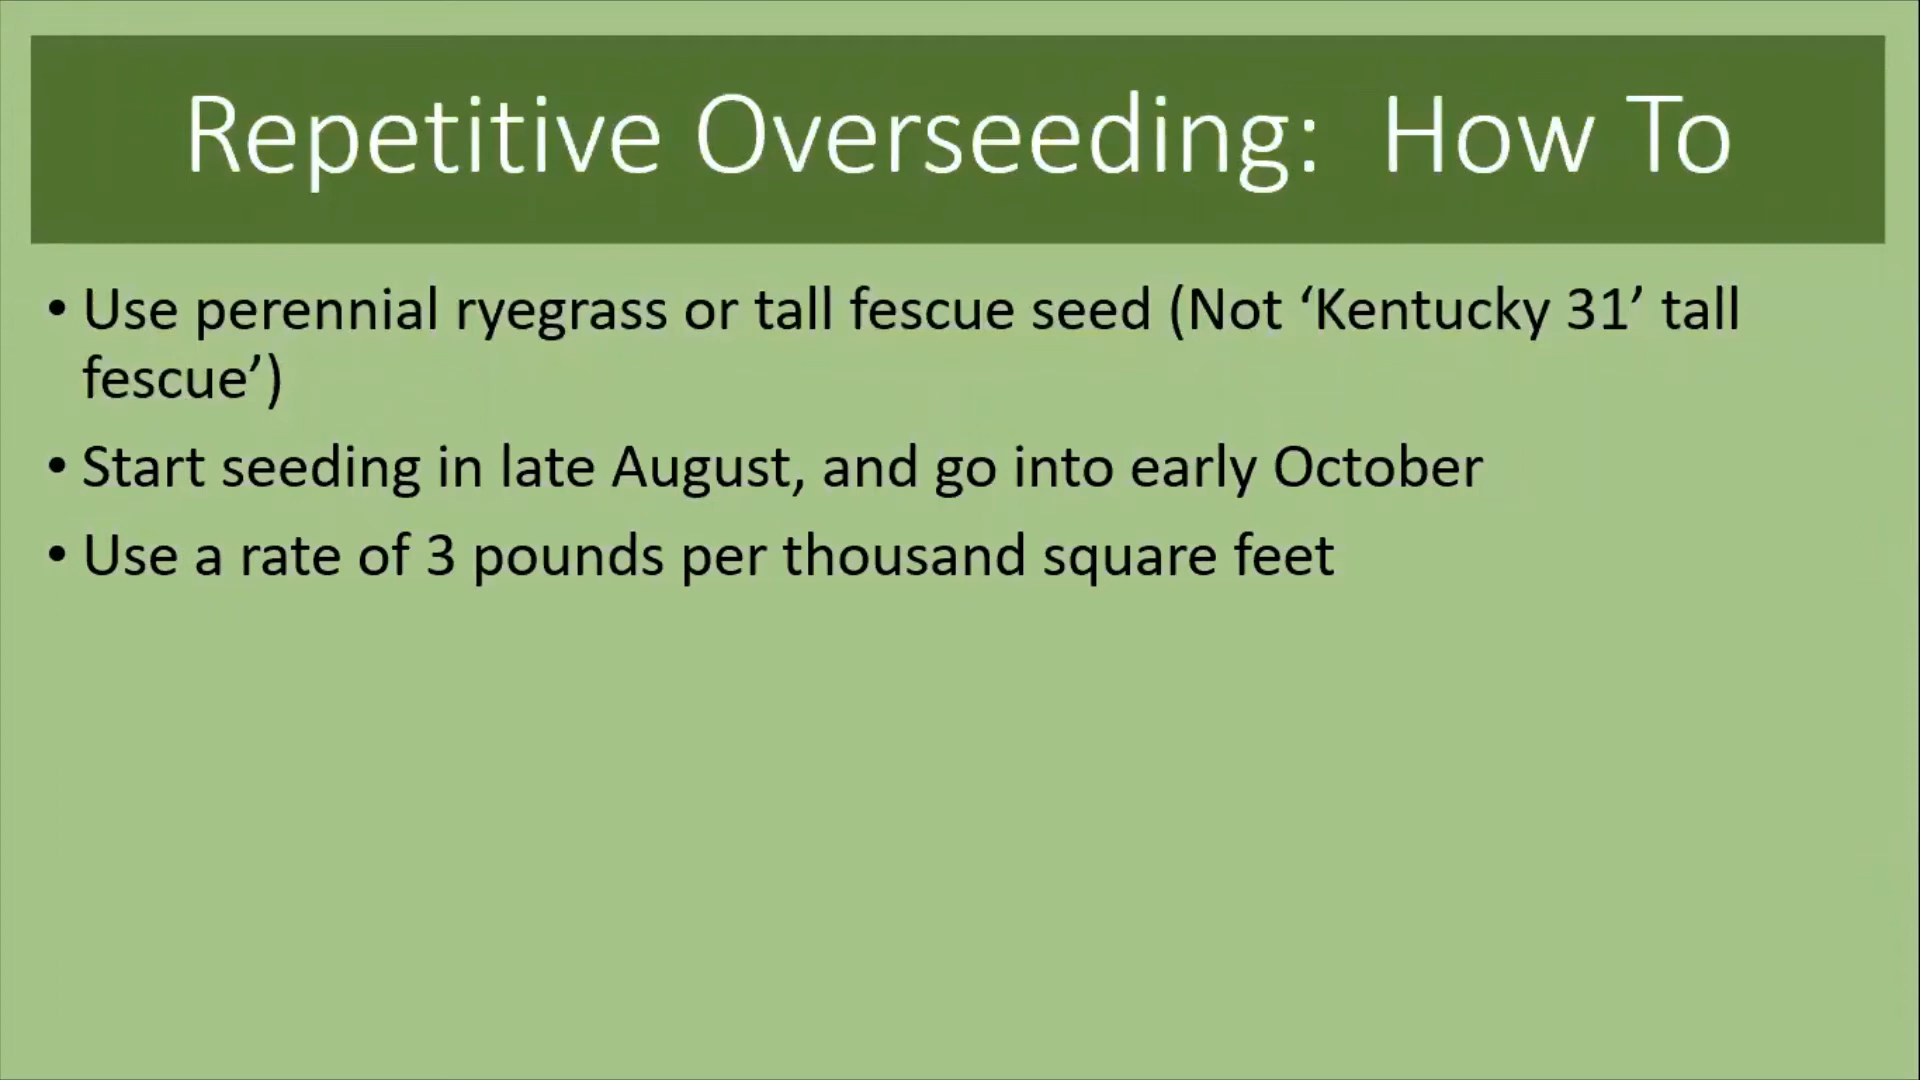 Repetitive Overseeding:  How To
• Use perennial ryegrass or tall fescue seed (Not ‘Kentucky 31’ tall
fescue’)
• Start seeding in late August, and go into early October
• Use a rate of 3 pounds per thousand square feet